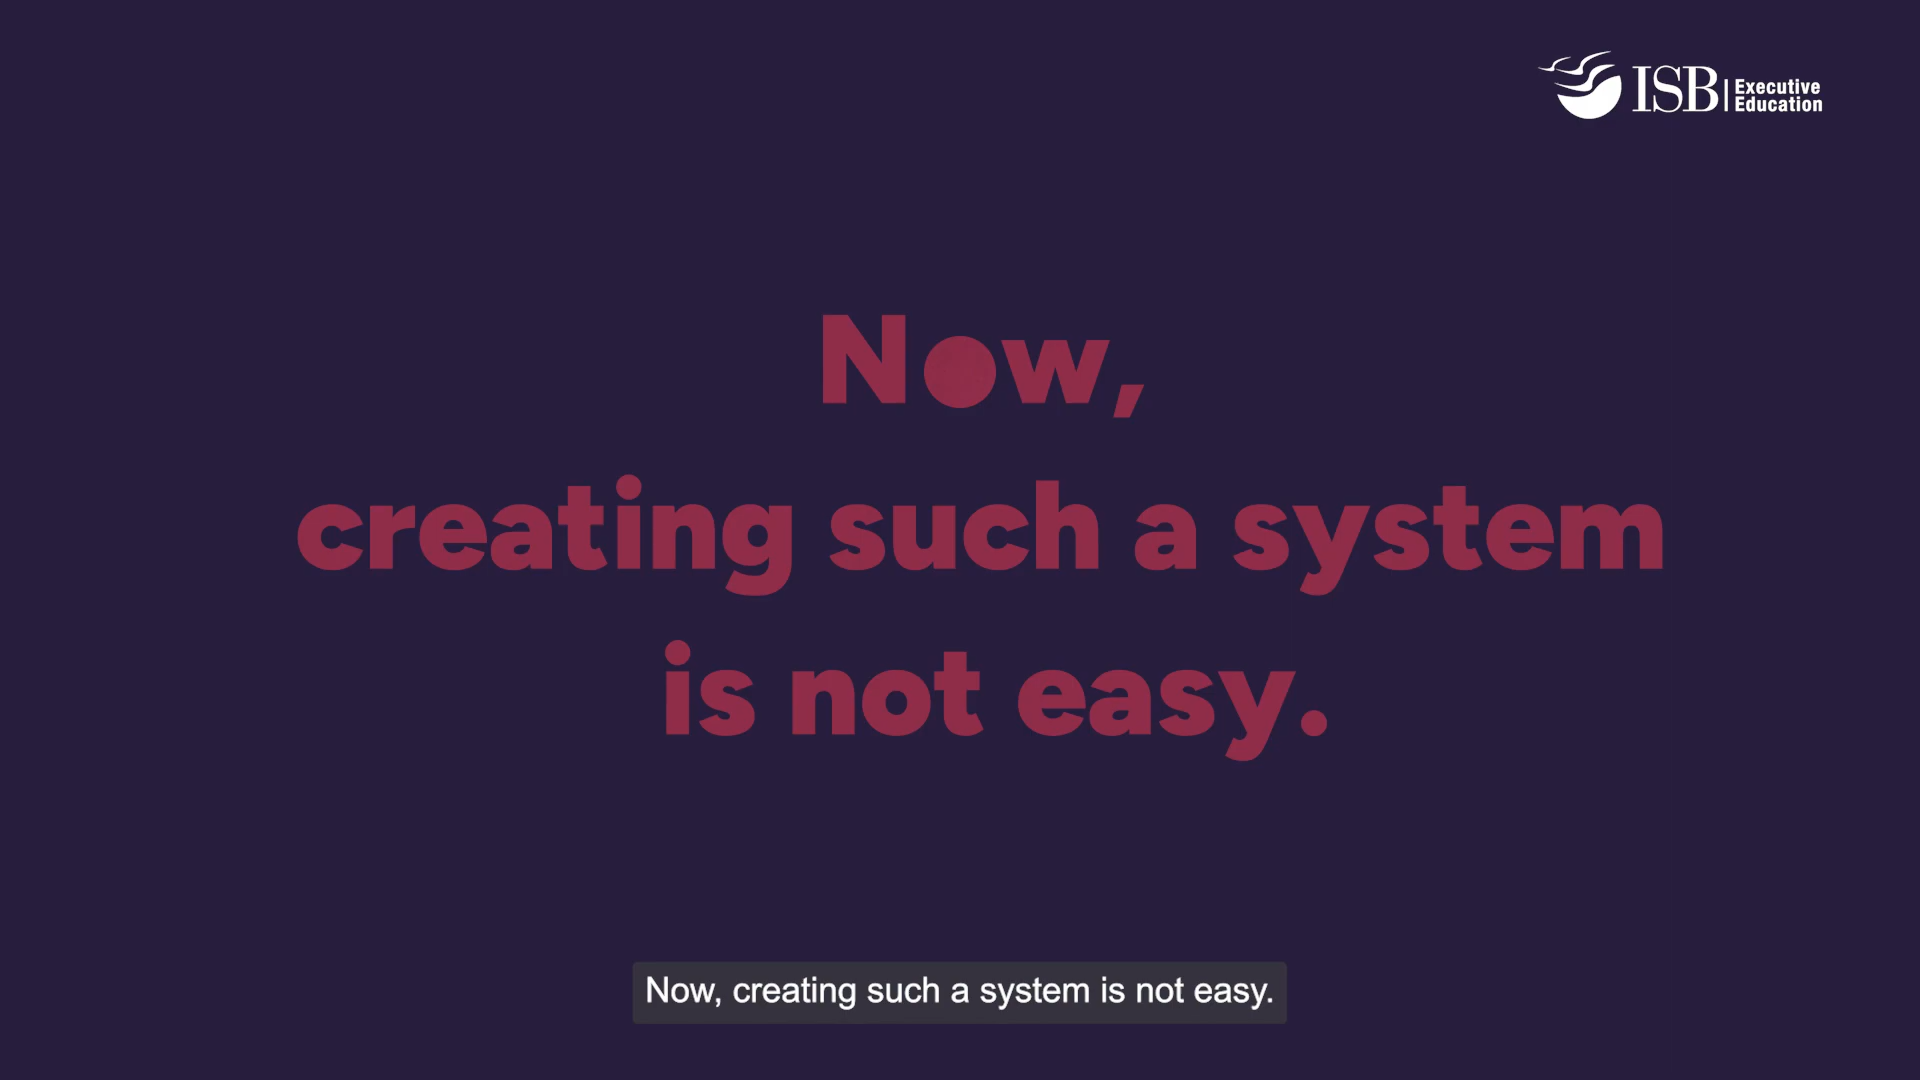 ISB | Executive Education
Now,
creating such a system
is not easy.
Now, creating such a system is not easy.